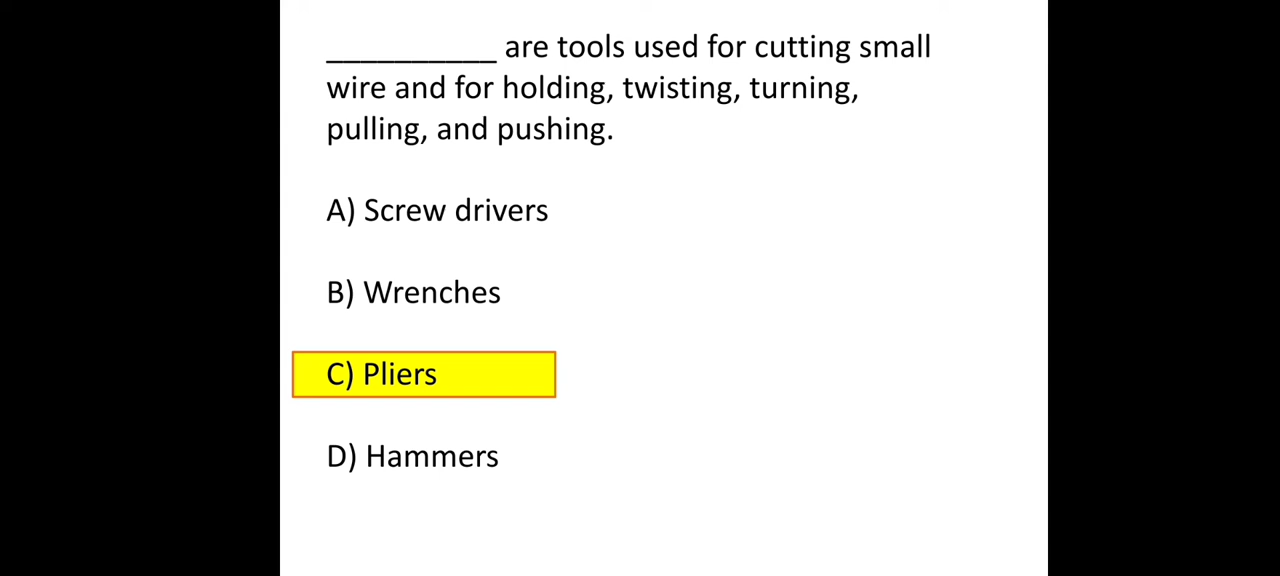 __________ are tools used for cutting small
wire and for holding, twisting, turning,
pulling, and pushing.
A) Screw drivers
B) Wrenches
C) Pliers
D) Hammers